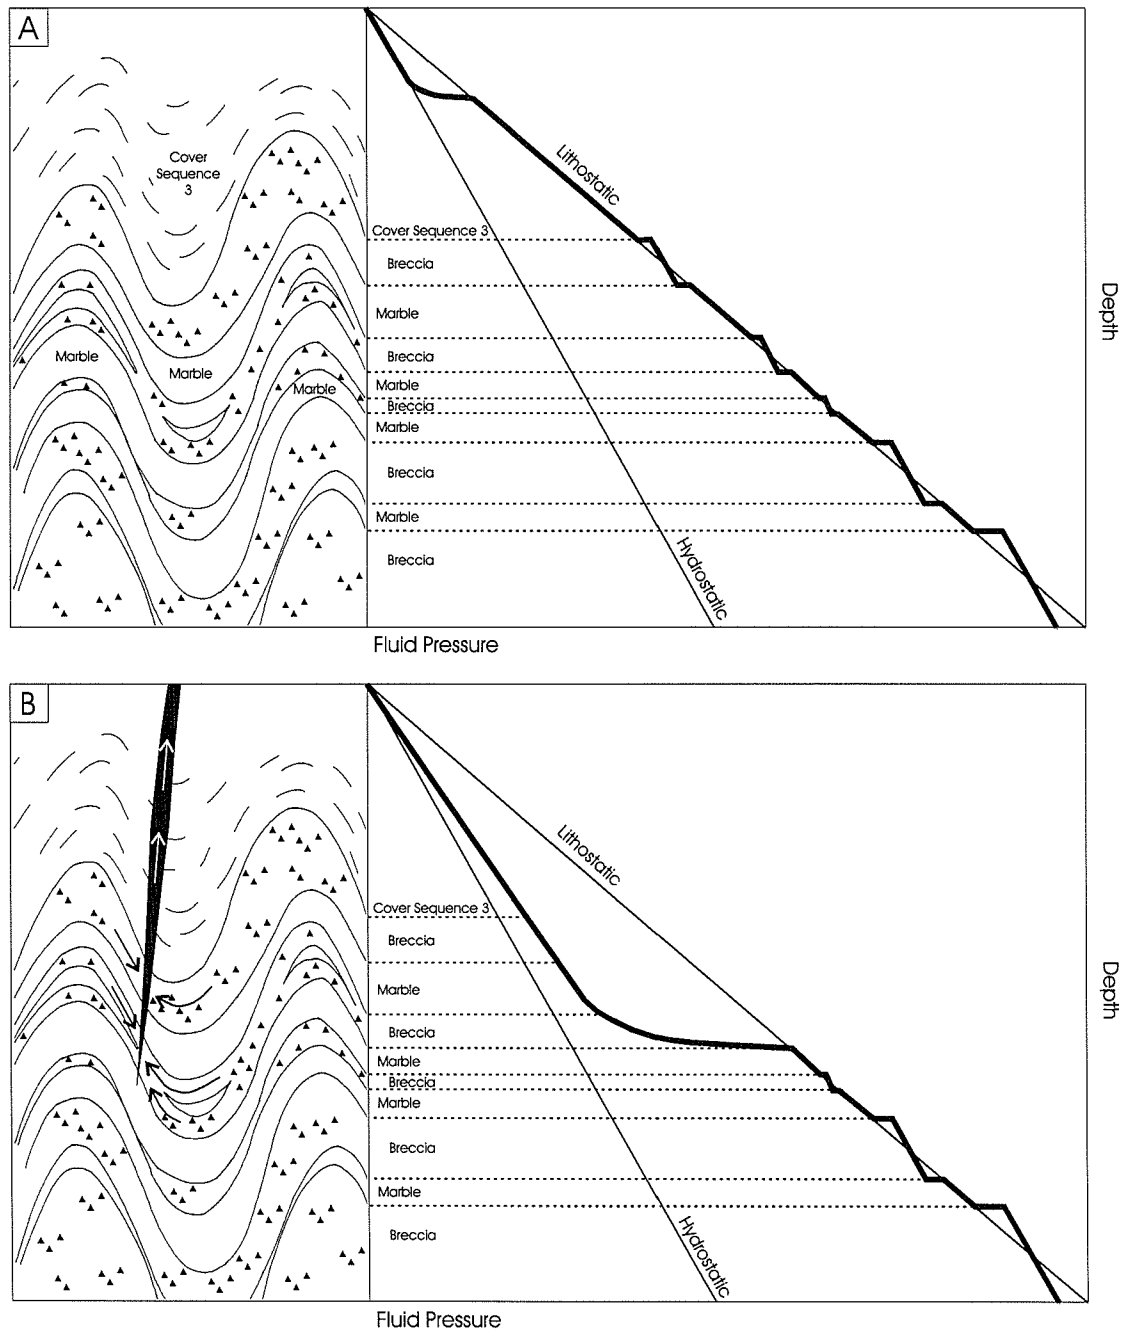 A
Cover
Sequence
3
Marble
Marble
Marble
Lithostatic
Hydrostatic
Cover Sequence 3
Breccia
Marble
Breccia
Marble
Breccia
Marble
Breccia
Marble
Breccia
Depth
Fluid Pressure
B
Lithostatic
Hydrostatic
Cover Sequence 3
Breccia
Marble
Breccia
Marble
Breccia
Marble
Breccia
Marble
Breccia
Depth
Fluid Pressure